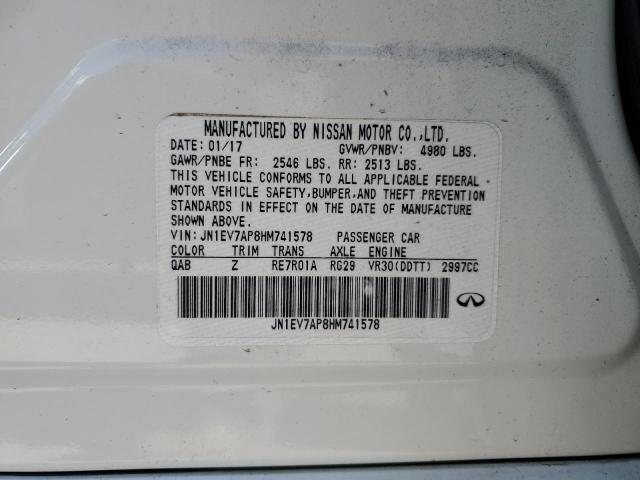 MANUFACTURED BY NISSAN MOTOR CO.,LTD.
DATE: 01/17 GVWR/PNBV: 4980 LBS.
GAWR/PNBE FR: 2546 LBS. RR: 2513 LBS.
THIS VEHICLE CONFORMS TO ALL APPLICABLE FEDERAL
MOTOR VEHICLE SAFETY,BUMPER,AND THEFT PREVENTION
STANDARDS IN EFFECT ON THE DATE OF MANUFACTURE
SHOWN ABOVE.
VIN: JN1EV7AP8HM741578 PASSENGER CAR
COLOR TRIM TRANS AXLE ENGINE
QAB Z RE7R01A RG29 VR30(DDTT) 2997CC
JN1EV7AP8HM741578